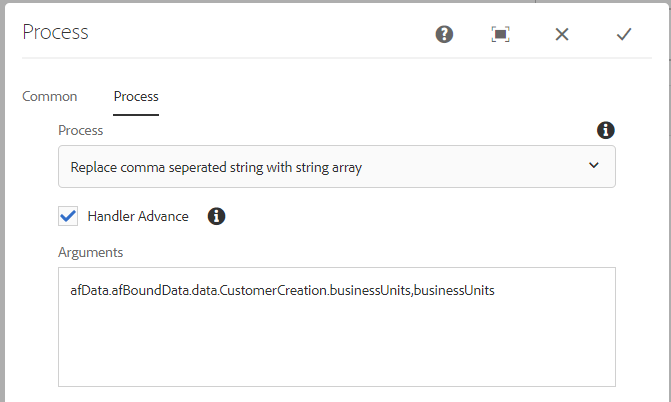 Process
Common
Process
Process
Replace comma seperated string with string array
Handler Advance
Arguments
afData.afBoundData.data.CustomerCreation.businessUnits,businessUnits